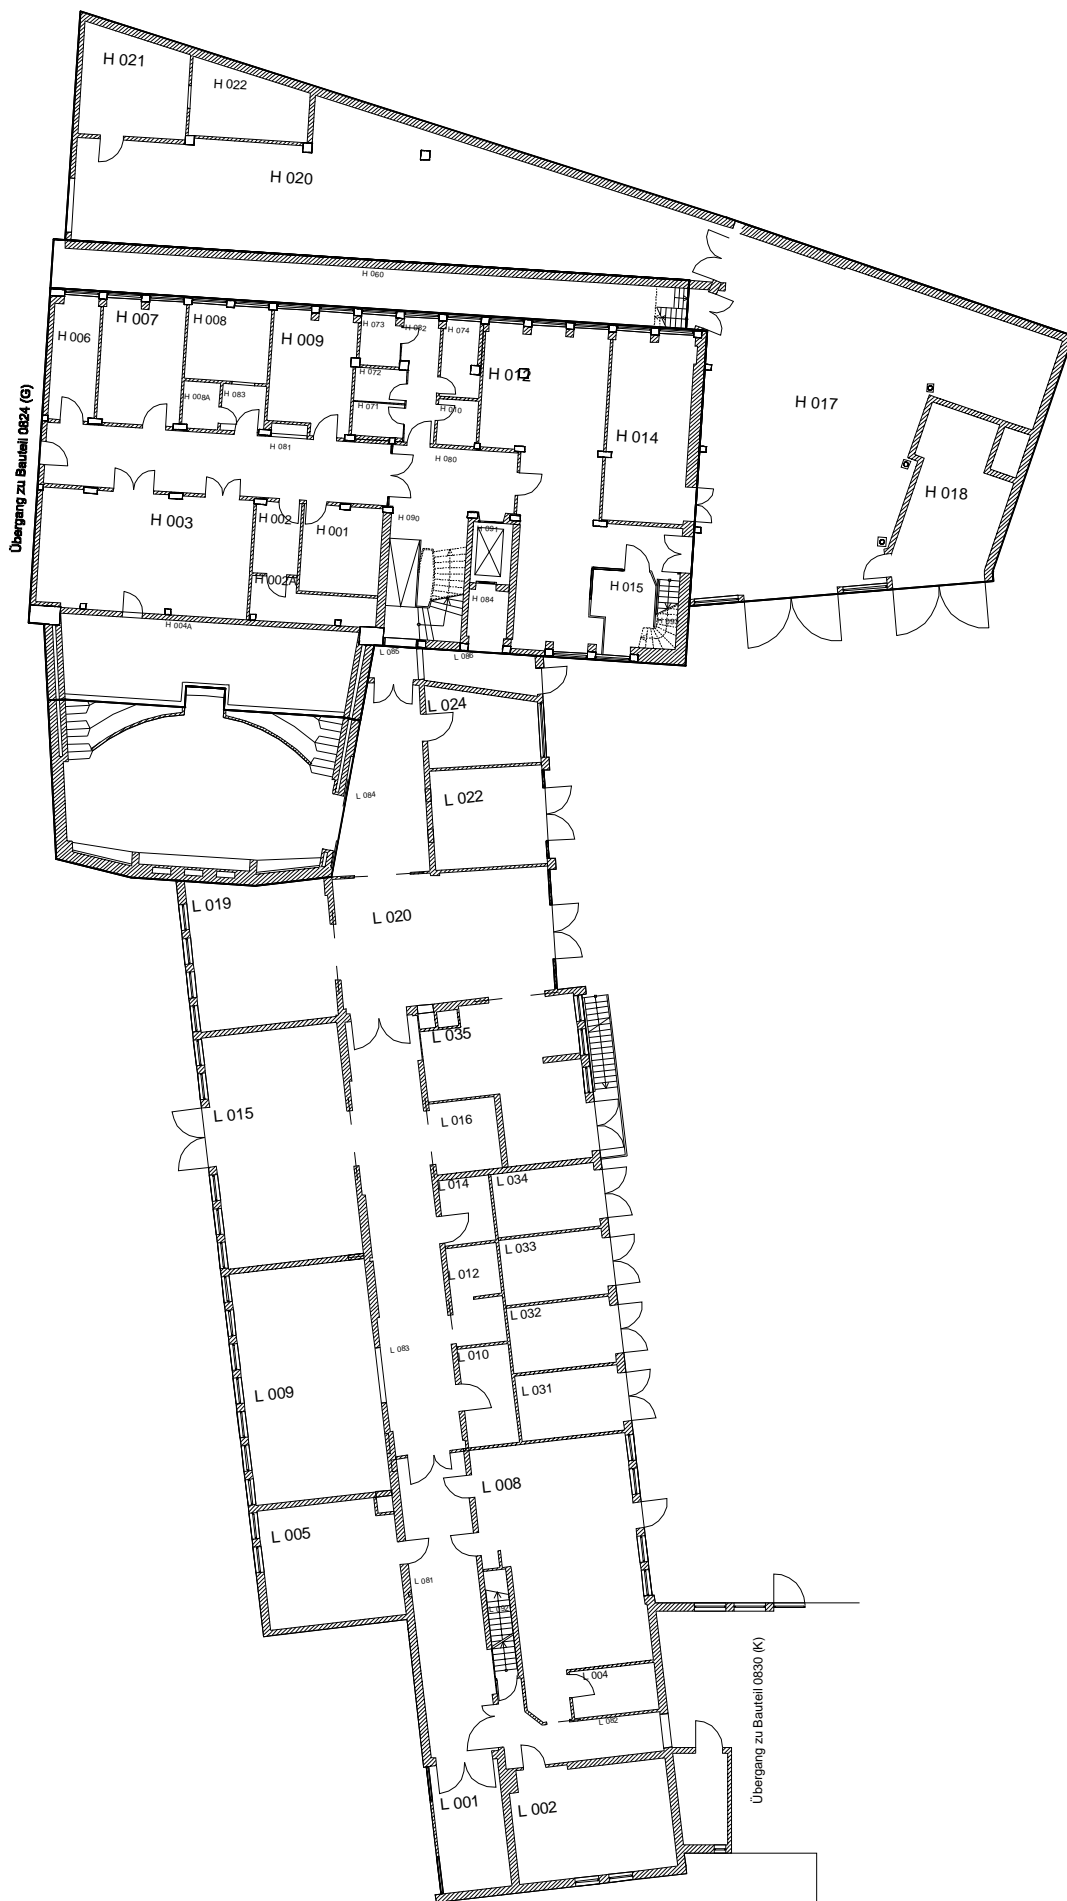 H 021
H 022
H 020
H 060
H 006
H 007
H 008
H 009
H 073
H 082
H 074
H 072
H 071
H 008A
H 083
H 010
H 012
H 014
H 017
H 018
Übergang zu Bauteil 0824 (G)
H 081
H 080
H 003
H 002
H 001
H 090
H 091
H 002A
H 084
H 015
H 004A
L 085
L 086
L 024
L 084
L 022
L 019
L 020
L 035
L 015
L 016
L 014
L 034
L 033
L 012
L 032
L 083
L 010
L 031
L 009
L 008
L 005
L 081
L 004
L 082
Übergang zu Bauteil 0830 (K)
L 001
L 002